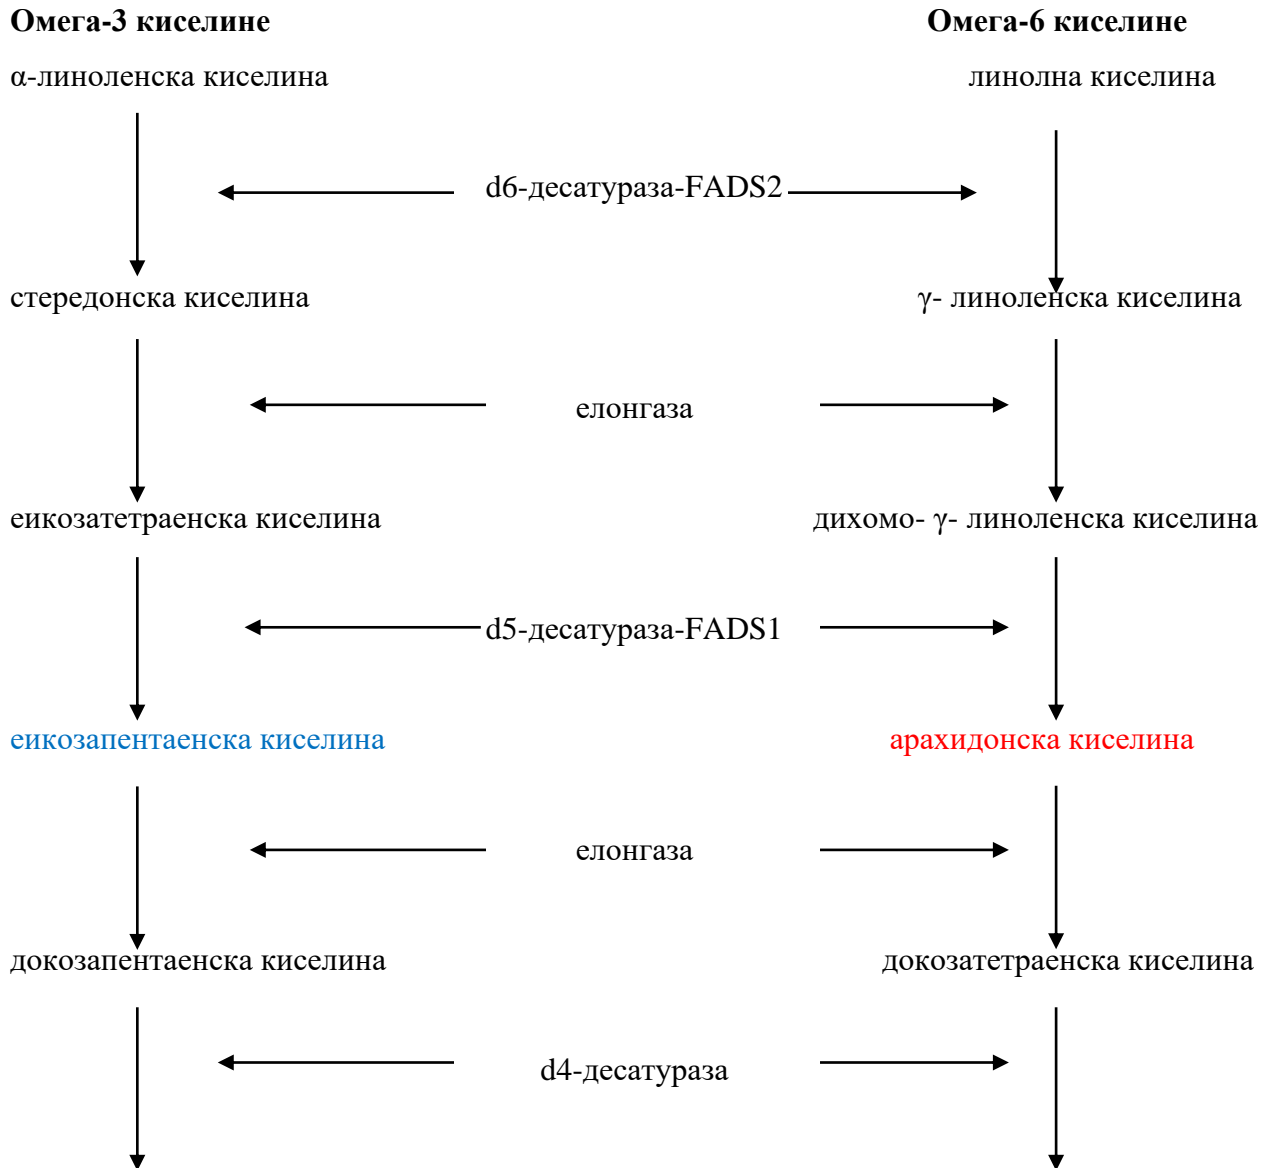 Омега-3 киселине
Омега-6 киселине
α-линоленска киселина
линолна киселина
d6-десатураза-FADS2
стередонска киселина
γ- линоленска киселина
елонгаза
еикозатетраенска киселина
дихомо- γ- линоленска киселина
d5-десатураза-FADS1
еикозапентаенска киселина
арахидонска киселина
елонгаза
докозапентаенска киселина
докозатетраенска киселина
d4-десатураза